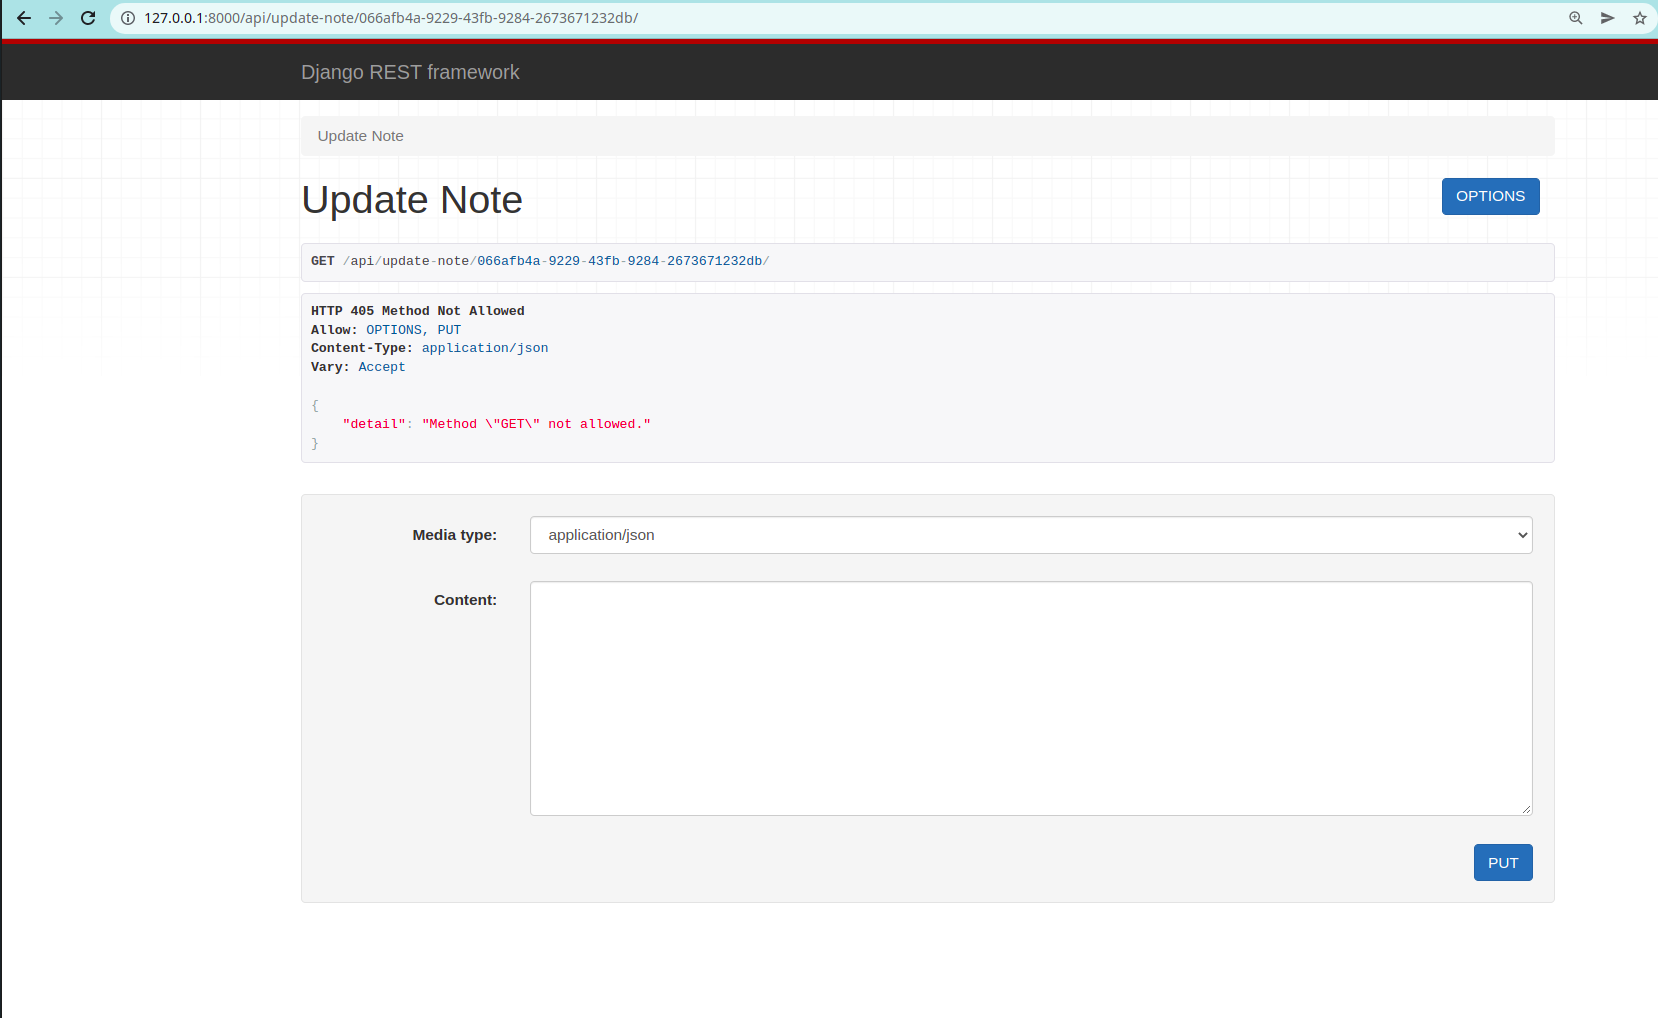 127.0.0.1:8000/api/update-note/066afb4a-9229-43fb-9284-2673671232db/
Django REST framework
Update Note
Update Note
OPTIONS
GET /api/update-note/066afb4a-9229-43fb-9284-2673671232db/
HTTP 405 Method Not Allowed
Allow: OPTIONS, PUT
Content-Type: application/json
Vary: Accept
{
    "detail": "Method \"GET\" not allowed."
}
Media type:
application/json
Content:
PUT